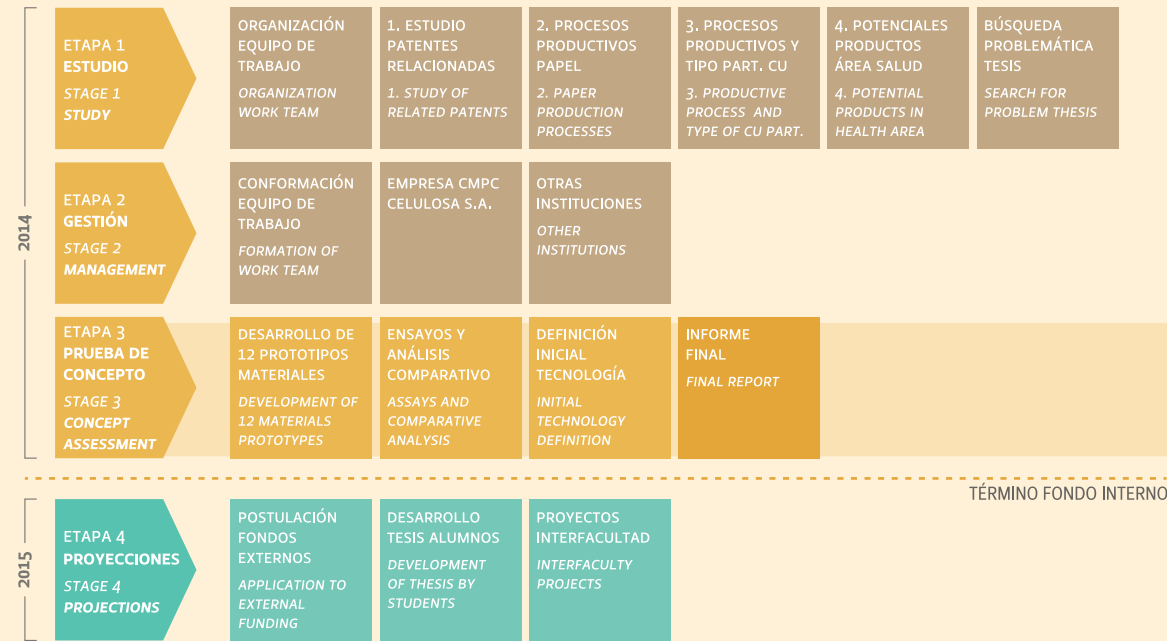 2014
ETAPA 1
ESTUDIO
STAGE 1
STUDY
ORGANIZACIÓN
EQUIPO DE
TRABAJO
ORGANIZATION
WORK TEAM
1. ESTUDIO
PATENTES
RELACIONADAS
1. STUDY OF
RELATED PATENTS
2. PROCESOS
PRODUCTIVOS
PAPEL
2. PAPER
PRODUCTION
PROCESSES
3. PROCESOS
PRODUCTIVOS Y
TIPO PART. CU
3. PRODUCTIVE
PROCESS AND
TYPE OF CU PART.
4. POTENCIALES
PRODUCTOS
ÁREA SALUD
4. POTENTIAL
PRODUCTS IN
HEALTH AREA
BÚSQUEDA
PROBLEMÁTICA
TESIS
SEARCH FOR
PROBLEM THESIS
ETAPA 2
GESTIÓN
STAGE 2
MANAGEMENT
CONFORMACIÓN
EQUIPO DE
TRABAJO
FORMATION OF
WORK TEAM
EMPRESA CMPC
CELULOSA S.A.
OTRAS
INSTITUCIONES
OTHER
INSTITUTIONS
ETAPA 3
PRUEBA DE
CONCEPTO
STAGE 3
CONCEPT
ASSESSMENT
DESARROLLO DE
12 PROTOTIPOS
MATERIALES
DEVELOPMENT OF
12 MATERIALS
PROTOTYPES
ENSAYOS Y
ANÁLISIS
COMPARATIVO
ASSAYS AND
COMPARATIVE
ANALYSIS
DEFINICIÓN
INICIAL
TECNOLOGÍA
INITIAL
TECHNOLOGY
DEFINITION
INFORME
FINAL
FINAL REPORT
TÉRMINO FONDO INTERNO
2015
ETAPA 4
PROYECCIONES
STAGE 4
PROJECTIONS
POSTULACIÓN
FONDOS
EXTERNOS
APPLICATION TO
EXTERNAL
FUNDING
DESARROLLO
TESIS ALUMNOS
DEVELOPMENT
OF THESIS BY
STUDENTS
PROYECTOS
INTERFACULTAD
INTERFACULTY
PROJECTS